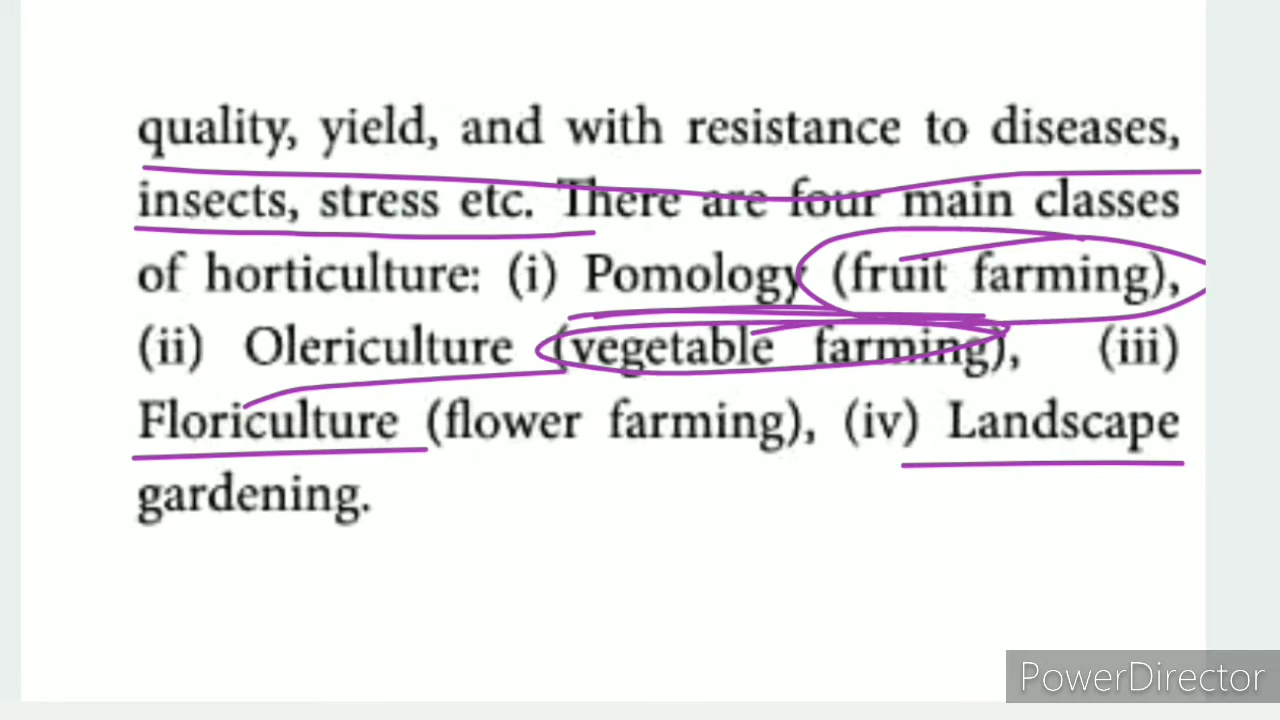 quality, yield, and with resistance to diseases,
insects, stress etc. There are four main classes
of horticulture: (i) Pomology (fruit farming),
(ii) Olericulture (vegetable farming), (iii)
Floriculture (flower farming), (iv) Landscape
gardening.
PowerDirector